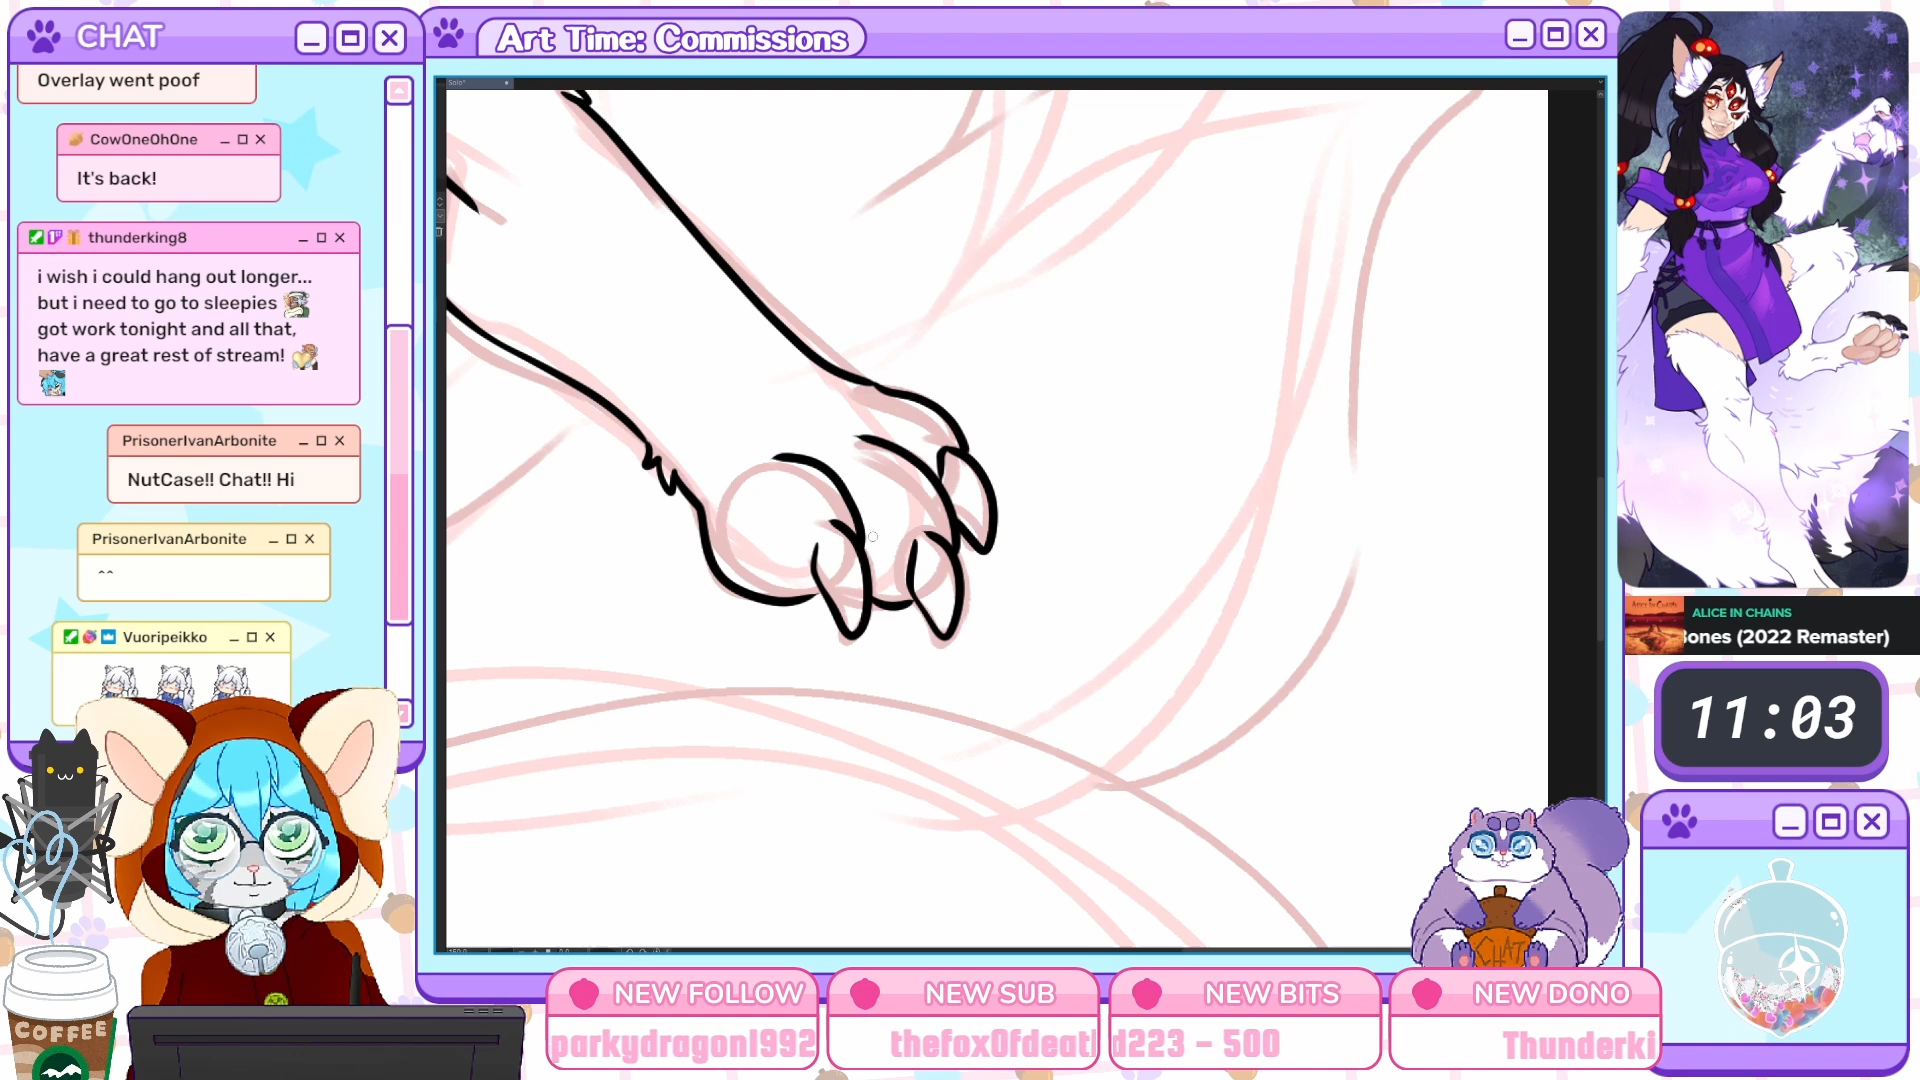 CHAT
Art Time: Commissions
Overlay went poof
CowOneOhOne
It's back!
thunderking8
i wish i could hang out longer...
but i need to go to sleepies
got work tonight and all that,
have a great rest of stream!
PrisonerIvanArbonite
NutCase!! Chat!! Hi
PrisonerIvanArbonite
^^
Vuoripeikko
ALICE IN CHAINS
Bones (2022 Remaster)
11:03
CHAT
COFFEE
NEW FOLLOW
parkydragon1992
NEW SUB
thefox0fdeat
NEW BITS
d223 - 500
NEW DONO
Thunderki